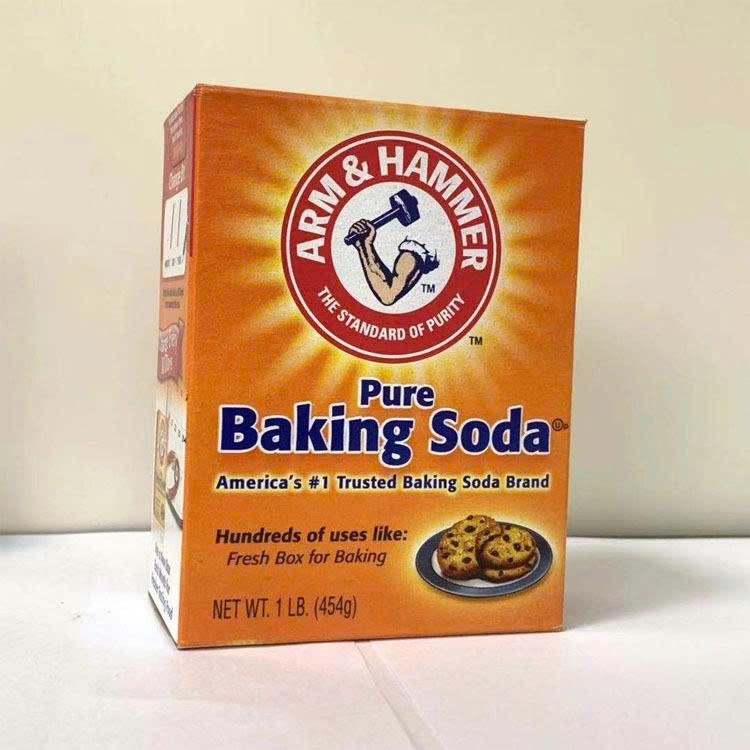 ARM & HAMMER
TM
THE STANDARD OF PURITY
TM
Pure
Baking Soda
America's #1 Trusted Baking Soda Brand
Hundreds of uses like:
Fresh Box for Baking
NET WT. 1 LB. (454g)